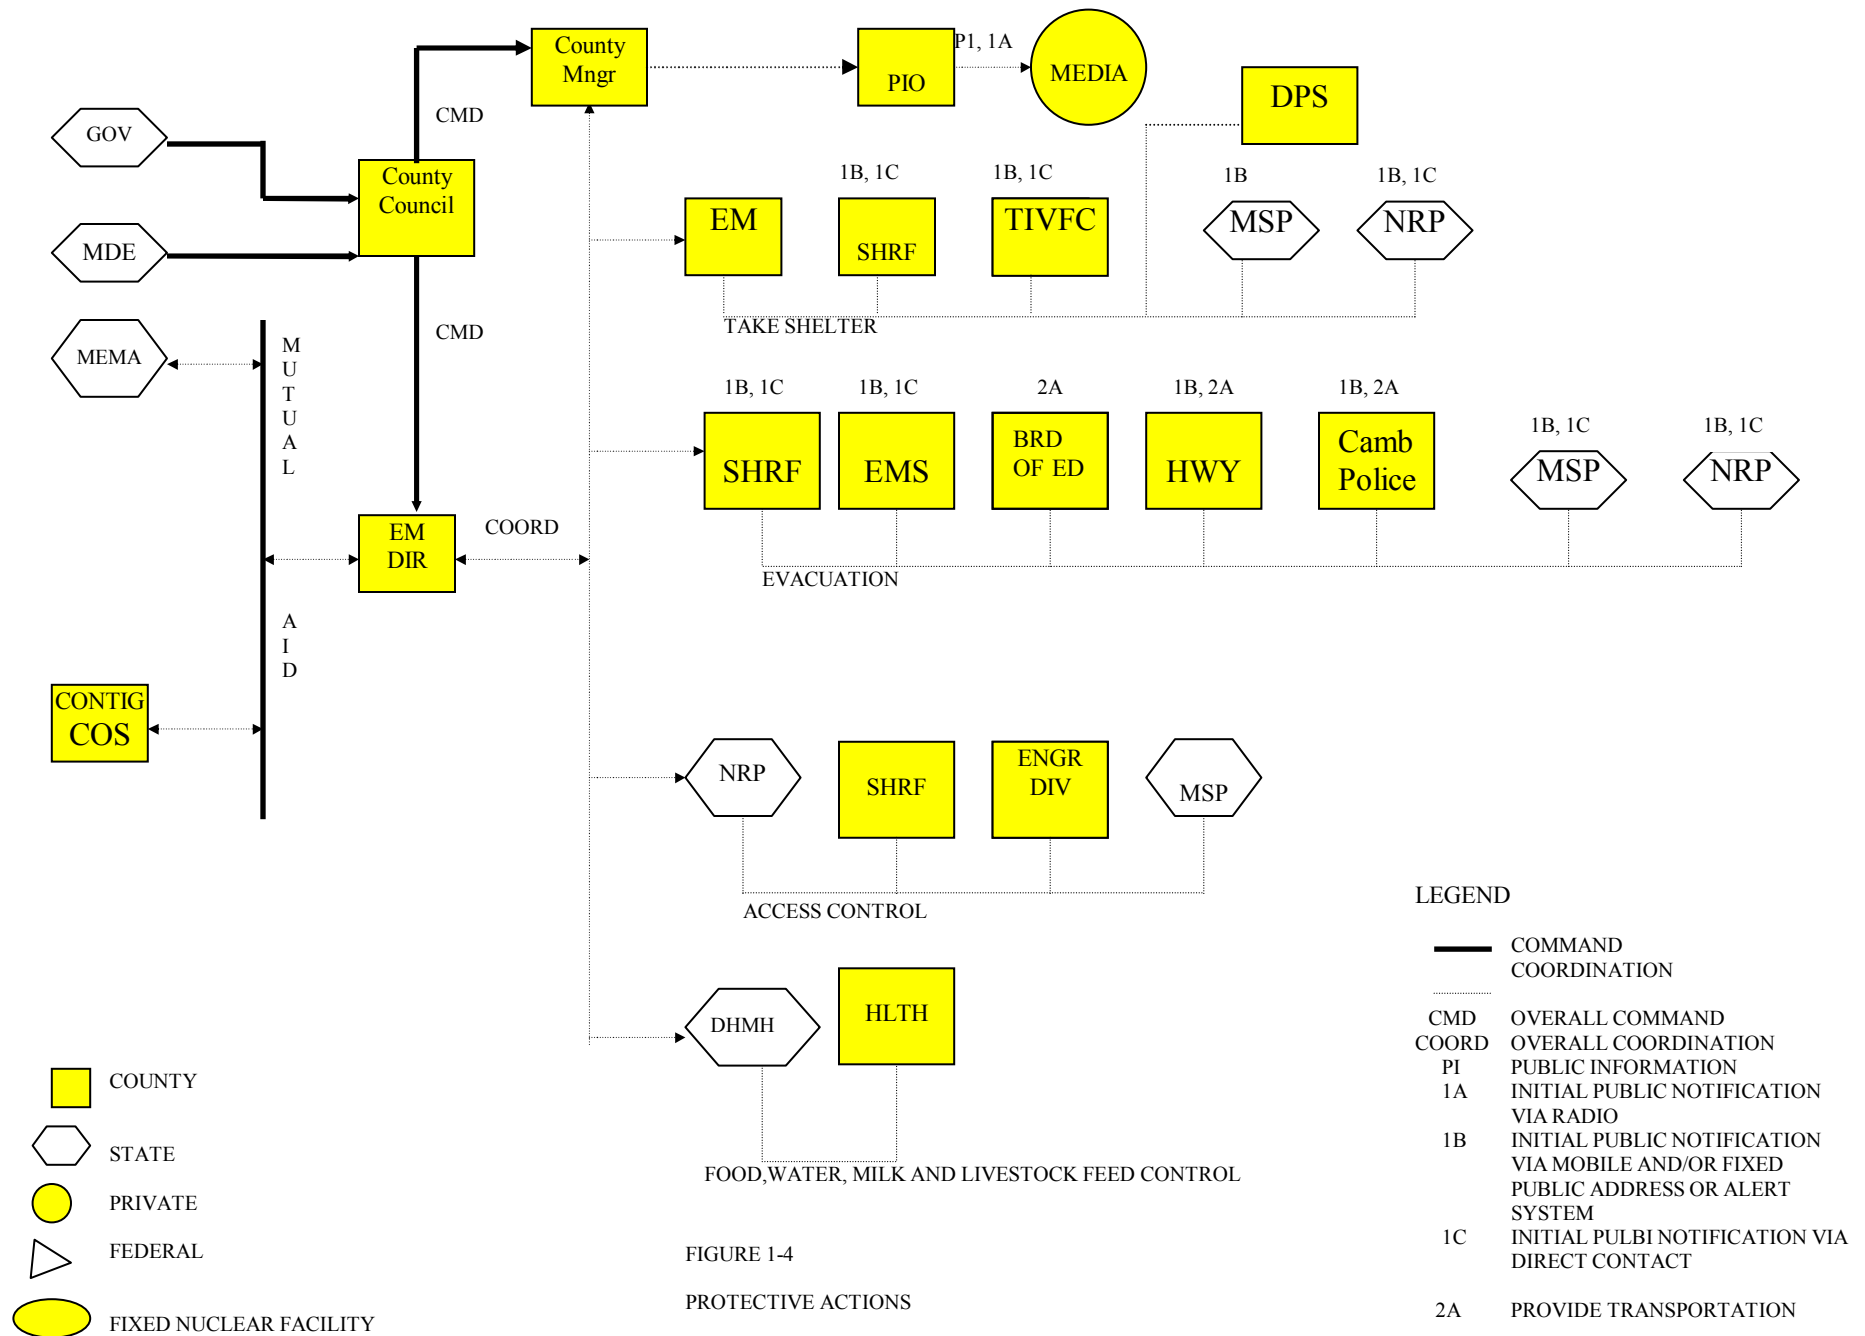 County
Mngr
PIO
P1, 1A
MEDIA
DPS
GOV
CMD
County
Council
MDE
1B, 1C
1B, 1C
1B
1B, 1C
EM
SHRF
TIVFC
MSP
NRP
TAKE SHELTER
MEMA
CMD
M
U
T
U
A
L
A
I
D
1B, 1C
1B, 1C
2A
1B, 2A
1B, 2A
1B, 1C
1B, 1C
SHRF
EMS
BRD
OF ED
HWY
Camb
Police
MSP
NRP
EVACUATION
EM
DIR
COORD
CONTIG
COS
NRP
SHRF
ENGR
DIV
MSP
ACCESS CONTROL
DHMH
HLTH
FOOD,WATER, MILK AND LIVESTOCK FEED CONTROL
COUNTY
STATE
PRIVATE
FEDERAL
FIXED NUCLEAR FACILITY
FIGURE 1-4
PROTECTIVE ACTIONS
LEGEND
COMMAND
COORDINATION
CMD OVERALL COMMAND
COORD OVERALL COORDINATION
PI PUBLIC INFORMATION
1A INITIAL PUBLIC NOTIFICATION
VIA RADIO
1B INITIAL PUBLIC NOTIFICATION
VIA MOBILE AND/OR FIXED
PUBLIC ADDRESS OR ALERT
SYSTEM
1C INITIAL PULBI NOTIFICATION VIA
DIRECT CONTACT
2A PROVIDE TRANSPORTATION